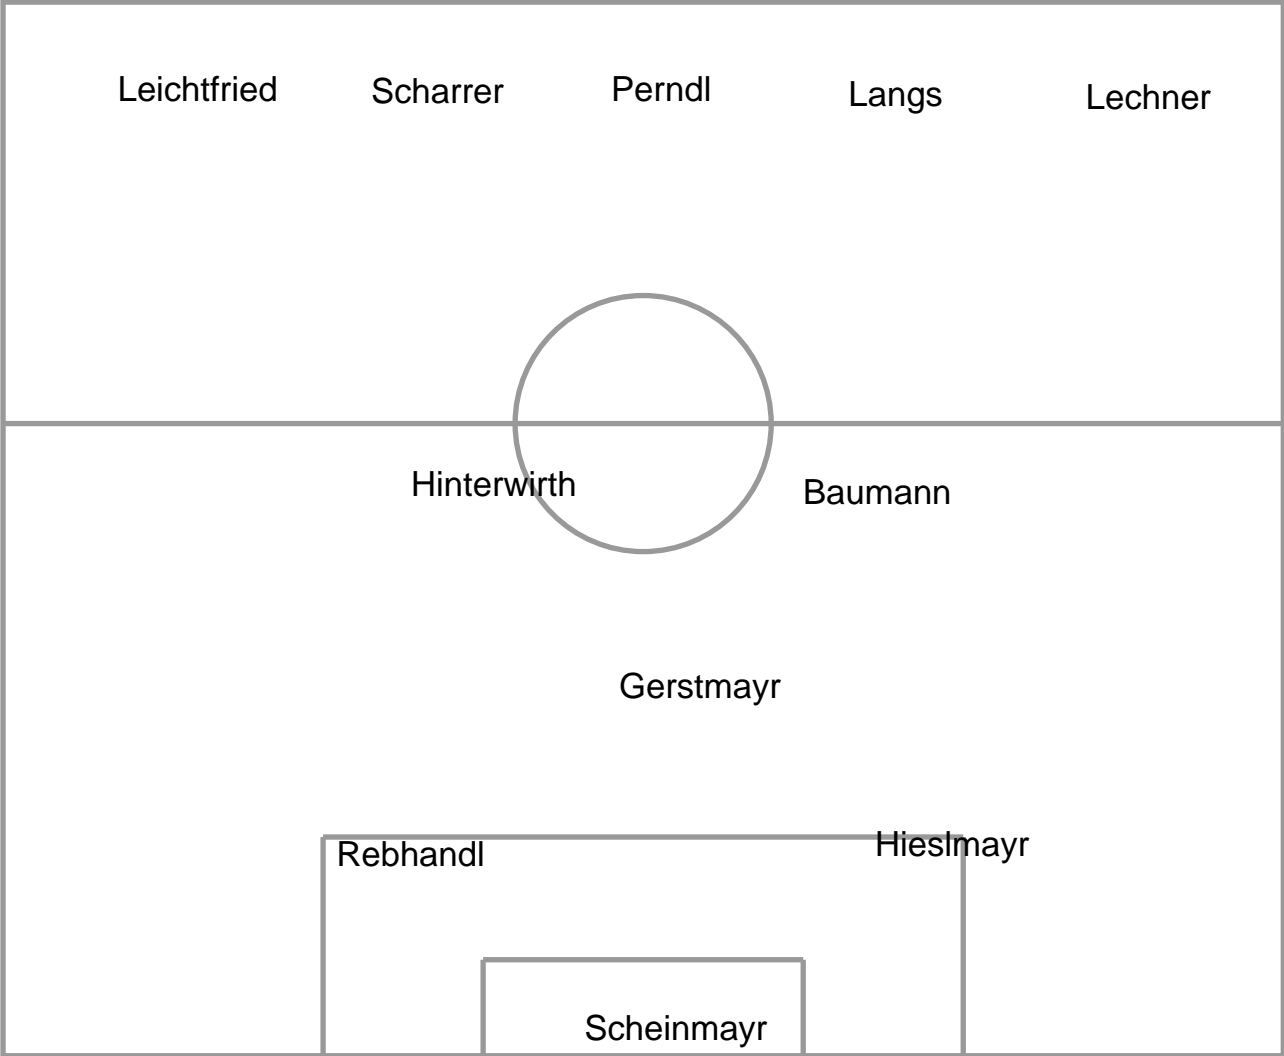 Leichtfried Scharrer Perndl Langs Lechner
Hinterwirth Baumann
Gerstmayr
Rebhandl Hieslmayr
Scheinmayr